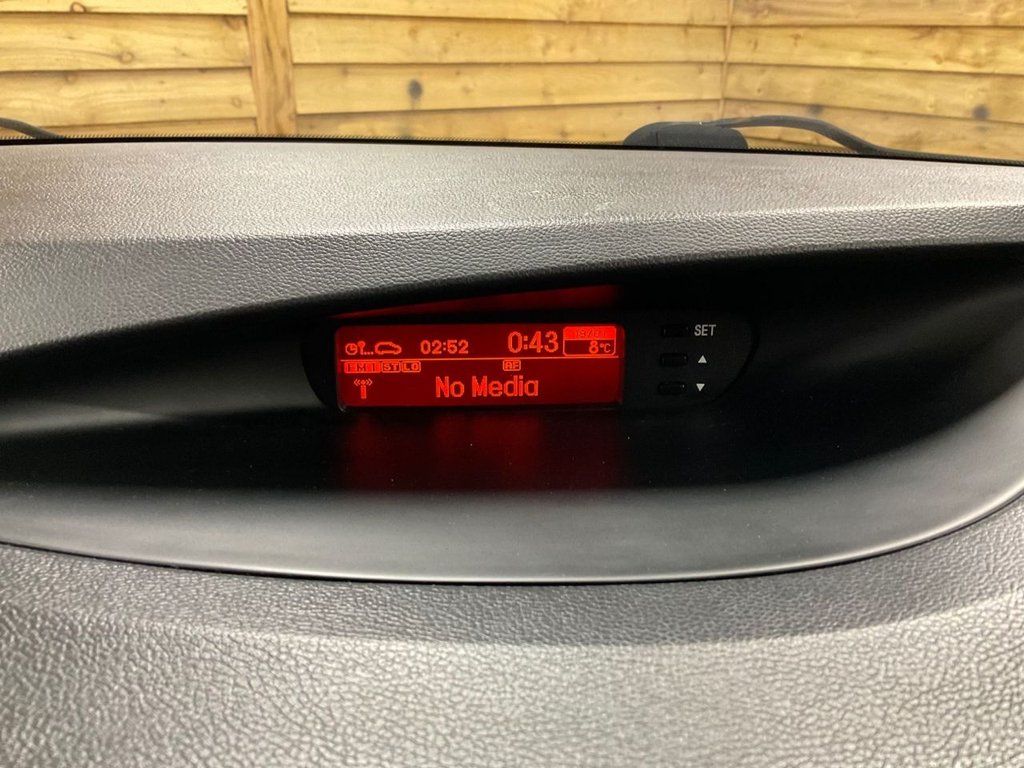 02:52 0:43 8°C
FM1 ST LO AF
No Media
SET